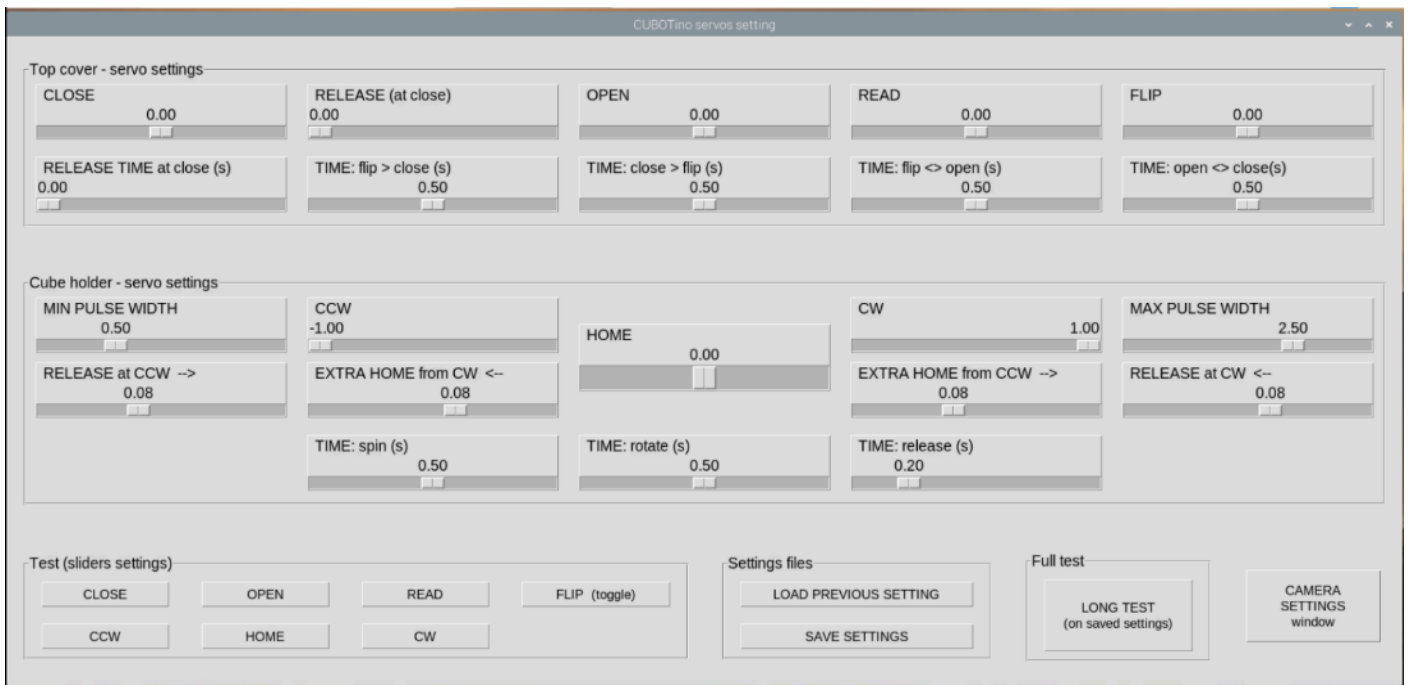 CUBOTino servos setting
Top cover - servo settings
CLOSE
0.00
RELEASE (at close)
0.00
OPEN
0.00
READ
0.00
FLIP
0.00
RELEASE TIME at close (s)
0.00
TIME: flip > close (s)
0.50
TIME: close > flip (s)
0.50
TIME: flip <> open (s)
0.50
TIME: open <> close(s)
0.50
Cube holder - servo settings
MIN PULSE WIDTH
0.50
CCW
-1.00
HOME
0.00
CW
1.00
MAX PULSE WIDTH
2.50
RELEASE at CCW -->
0.08
EXTRA HOME from CW <--
0.08
EXTRA HOME from CCW -->
0.08
RELEASE at CW <--
0.08
TIME: spin (s)
0.50
TIME: rotate (s)
0.50
TIME: release (s)
0.20
Test (sliders settings)
CLOSE
OPEN
READ
FLIP (toggle)
CCW
HOME
CW
Settings files
LOAD PREVIOUS SETTING
SAVE SETTINGS
Full test
LONG TEST
(on saved settings)
CAMERA
SETTINGS
window